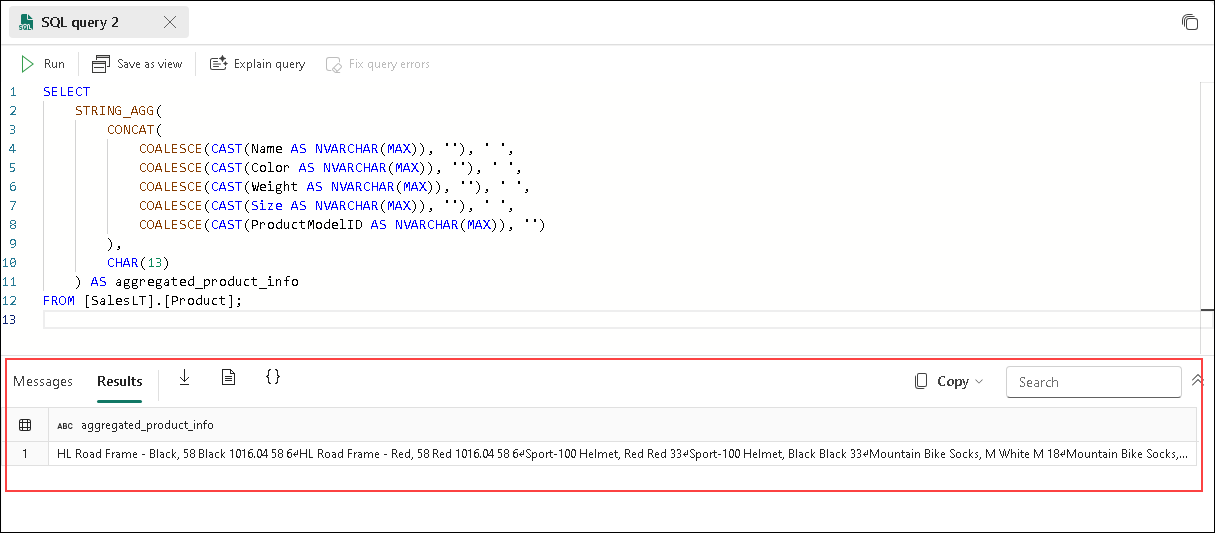 SQL query 2
Run Save as view Explain query Fix query errors
1 SELECT
2 STRING_AGG(
3 CONCAT(
4 COALESCE(CAST(Name AS NVARCHAR(MAX)), ''), ' ',
5 COALESCE(CAST(Color AS NVARCHAR(MAX)), ''), ' ',
6 COALESCE(CAST(Weight AS NVARCHAR(MAX)), ''), ' ',
7 COALESCE(CAST(Size AS NVARCHAR(MAX)), ''), ' ',
8 COALESCE(CAST(ProductModelID AS NVARCHAR(MAX)), '')
9 ),
10 CHAR(13)
11 ) AS aggregated_product_info
12 FROM [SalesLT].[Product];
13
Messages Results {} Copy Search
ABC aggregated_product_info
1 HL Road Frame - Black, 58 Black 1016.04 58 6↵HL Road Frame - Red, 58 Red 1016.04 58 6↵Sport-100 Helmet, Red Red 33↵Sport-100 Helmet, Black Black 33↵Mountain Bike Socks, M White M 18↵Mountain Bike Socks,...